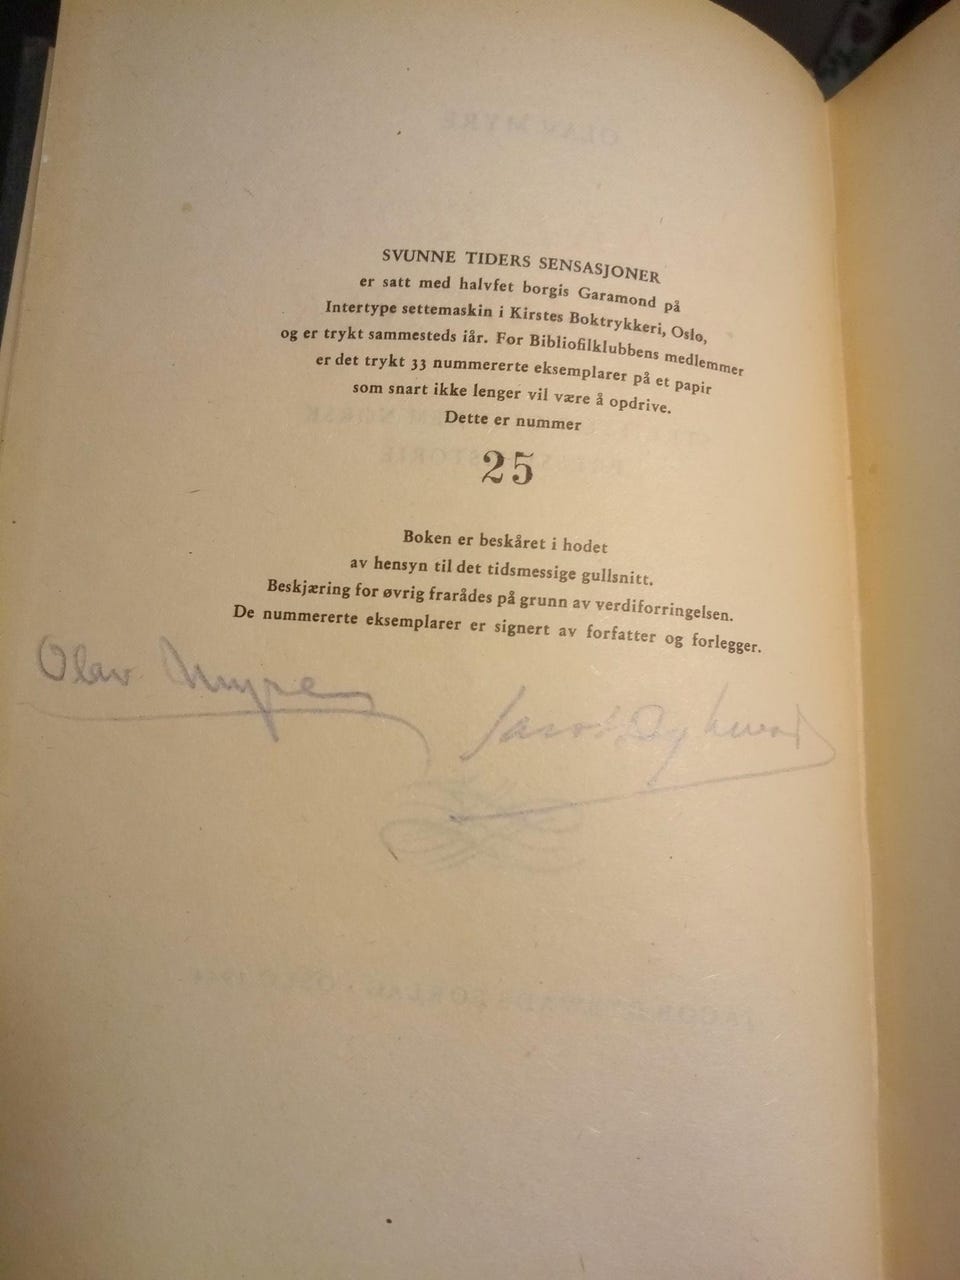 SVUNNE TIDERS SENSASJONER
er satt med halvfet borgis Garamond på
Intertype settemaskin i Kirstes Boktrykkeri, Oslo,
og er trykt sammesteds iår. For Bibliofilklubbens medlemmer
er det trykt 33 nummererte eksemplarer på et papir
som snart ikke lenger vil være å opdrive.
Dette er nummer
25
Boken er beskåret i hodet
av hensyn til det tidsmessige gullsnitt.
Beskjæring for øvrig frarådes på grunn av verdiforringelsen.
De nummererte eksemplarer er signert av forfatter og forlegger.
Olav Myre
Jacob Dybwad